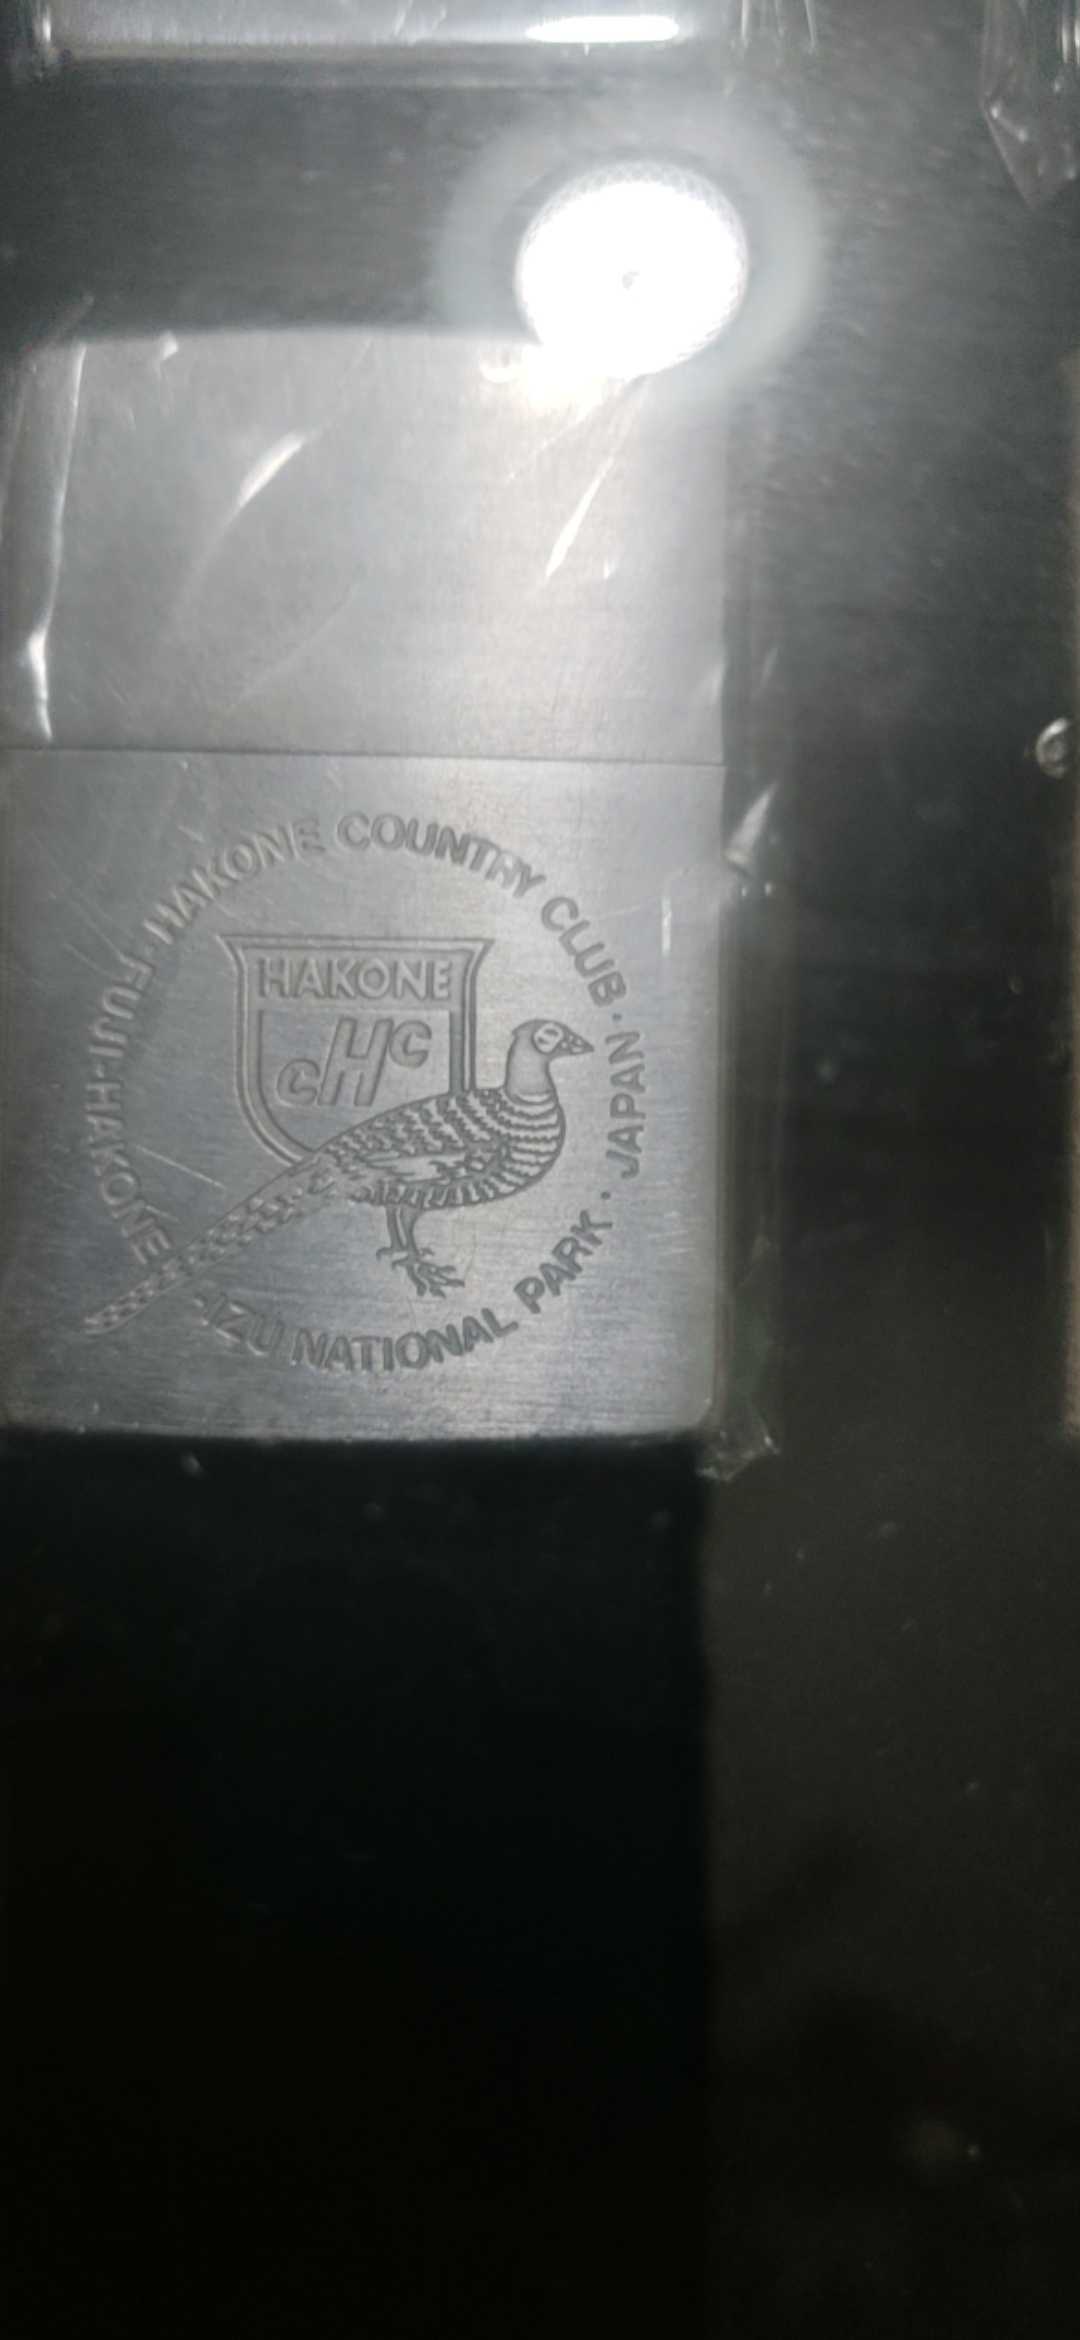 HAKONE COUNTRY CLUB · JAPAN ·
FUJI-HAKONE-IZU NATIONAL PARK
HAKONE
CHC